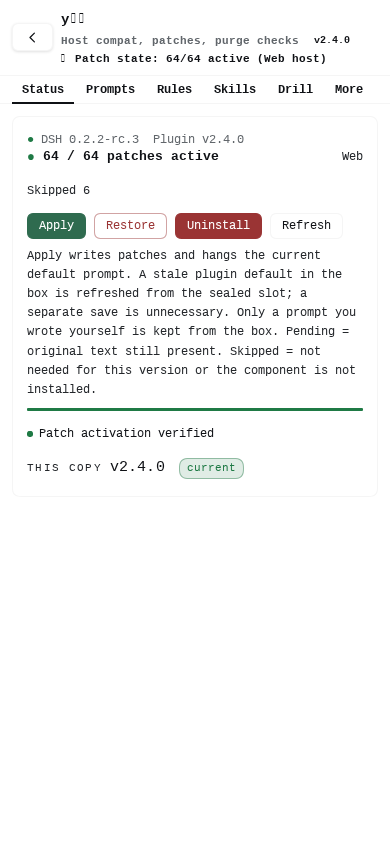 y
Host compat, patches, purge checks v2.4.0
Patch state: 64/64 active (Web host)
Status Prompts Rules Skills Drill More
DSH 0.2.2-rc.3 Plugin v2.4.0
64 / 64 patches active Web
Skipped 6
Apply Restore Uninstall Refresh
Apply writes patches and hangs the current
default prompt. A stale plugin default in the
box is refreshed from the sealed slot; a
separate save is unnecessary. Only a prompt you
wrote yourself is kept from the box. Pending =
original text still present. Skipped = not
needed for this version or the component is not
installed.
Patch activation verified
THIS COPY v2.4.0 current